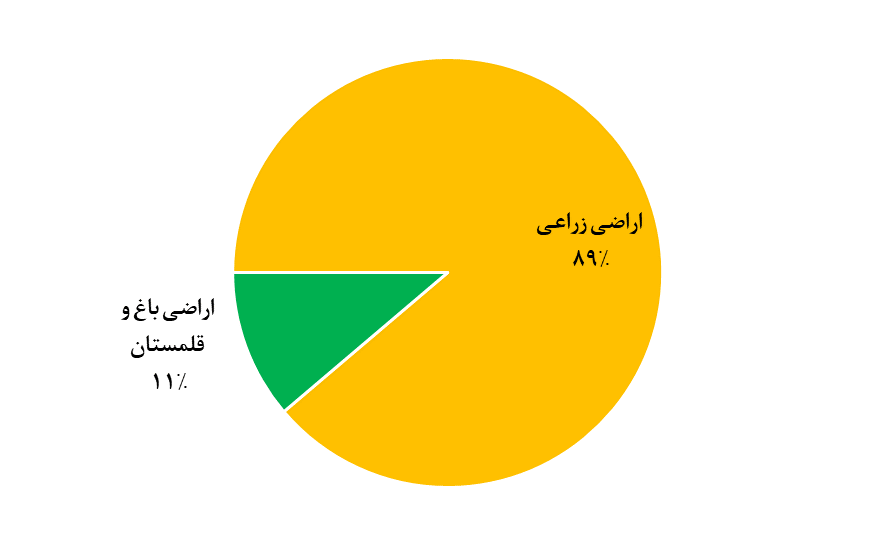 اراضی زراعی
۸۹٪
اراضی باغ و
قلمستان
۱۱٪